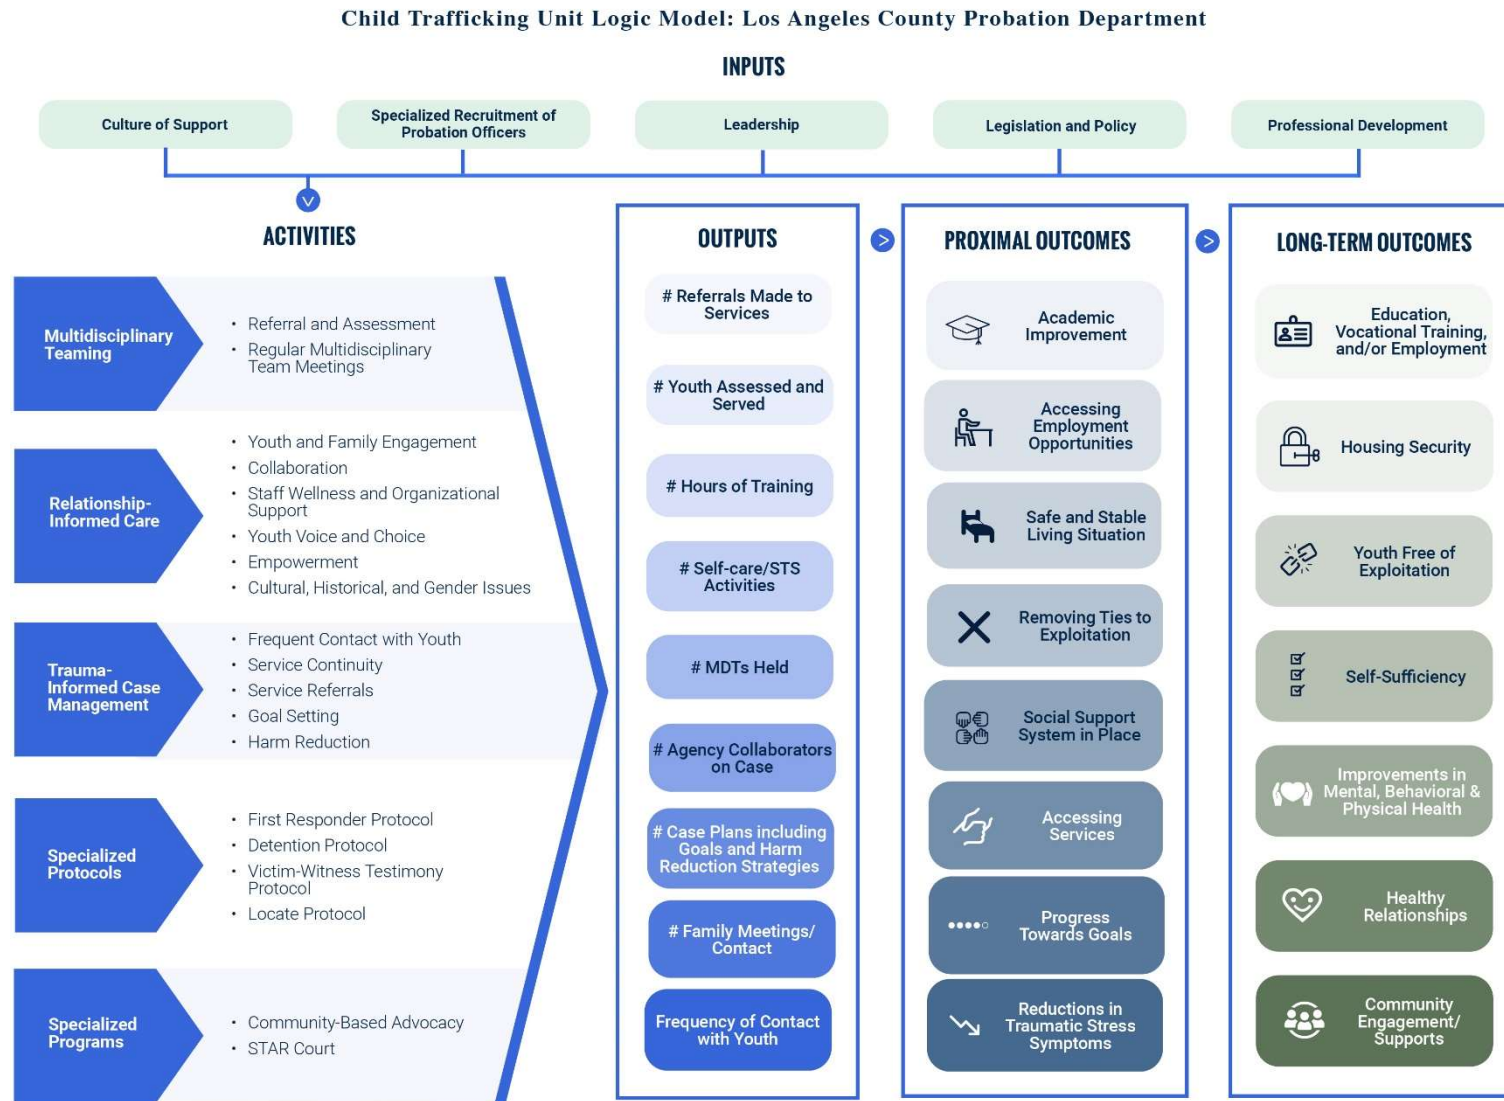 Child Trafficking Unit Logic Model: Los Angeles County Probation Department
INPUTS
Culture of Support
Specialized Recruitment of
Probation Officers
Leadership
Legislation and Policy
Professional Development
ACTIVITIES
Multidisciplinary
Teaming
• Referral and Assessment
• Regular Multidisciplinary
Team Meetings
Relationship-
Informed Care
• Youth and Family Engagement
• Collaboration
• Staff Wellness and Organizational
Support
• Youth Voice and Choice
• Empowerment
• Cultural, Historical, and Gender Issues
Trauma-
Informed Case
Management
• Frequent Contact with Youth
• Service Continuity
• Service Referrals
• Goal Setting
• Harm Reduction
Specialized
Protocols
• First Responder Protocol
• Detention Protocol
• Victim-Witness Testimony
Protocol
• Locate Protocol
Specialized
Programs
• Community-Based Advocacy
• STAR Court
OUTPUTS
# Referrals Made to
Services
# Youth Assessed and
Served
# Hours of Training
# Self-care/STS
Activities
# MDTs Held
# Agency Collaborators
on Case
# Case Plans including
Goals and Harm
Reduction Strategies
# Family Meetings/
Contact
Frequency of Contact
with Youth
PROXIMAL OUTCOMES
Academic
Improvement
Accessing
Employment
Opportunities
Safe and Stable
Living Situation
Removing Ties to
Exploitation
Social Support
System in Place
Accessing
Services
Progress
Towards Goals
Reductions in
Traumatic Stress
Symptoms
LONG-TERM OUTCOMES
Education,
Vocational Training,
and/or Employment
Housing Security
Youth Free of
Exploitation
Self-Sufficiency
Improvements in
Mental, Behavioral &
Physical Health
Healthy
Relationships
Community
Engagement/
Supports